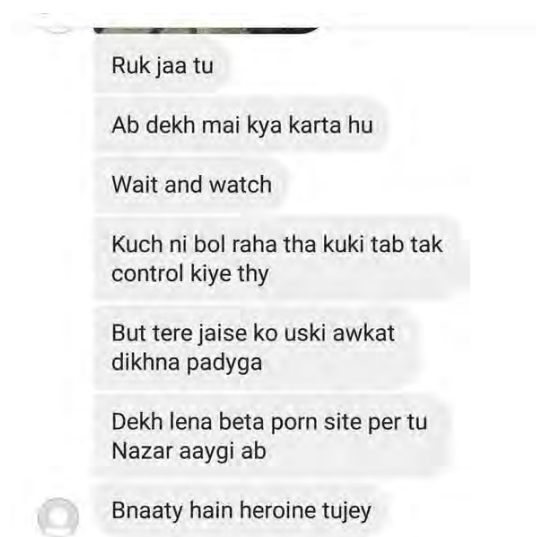 Ruk jaa tu
Ab dekh mai kya karta hu
Wait and watch
Kuch ni bol raha tha kuki tab tak
control kiye thy
But tere jaise ko uski awkat
dikhna padyga
Dekh lena beta porn site per tu
Nazar aaygi ab
Bnaaty hain heroine tujey